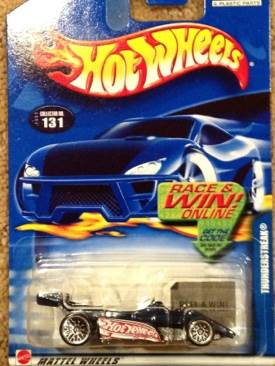 & PLASTIC PARTS
HOT WHEELS
COLLECTOR NO.
131
RACE &
WIN!
ONLINE
GET THE
CODE!
THUNDERSTREAK®
HOT WHEELS
MATTEL WHEELS